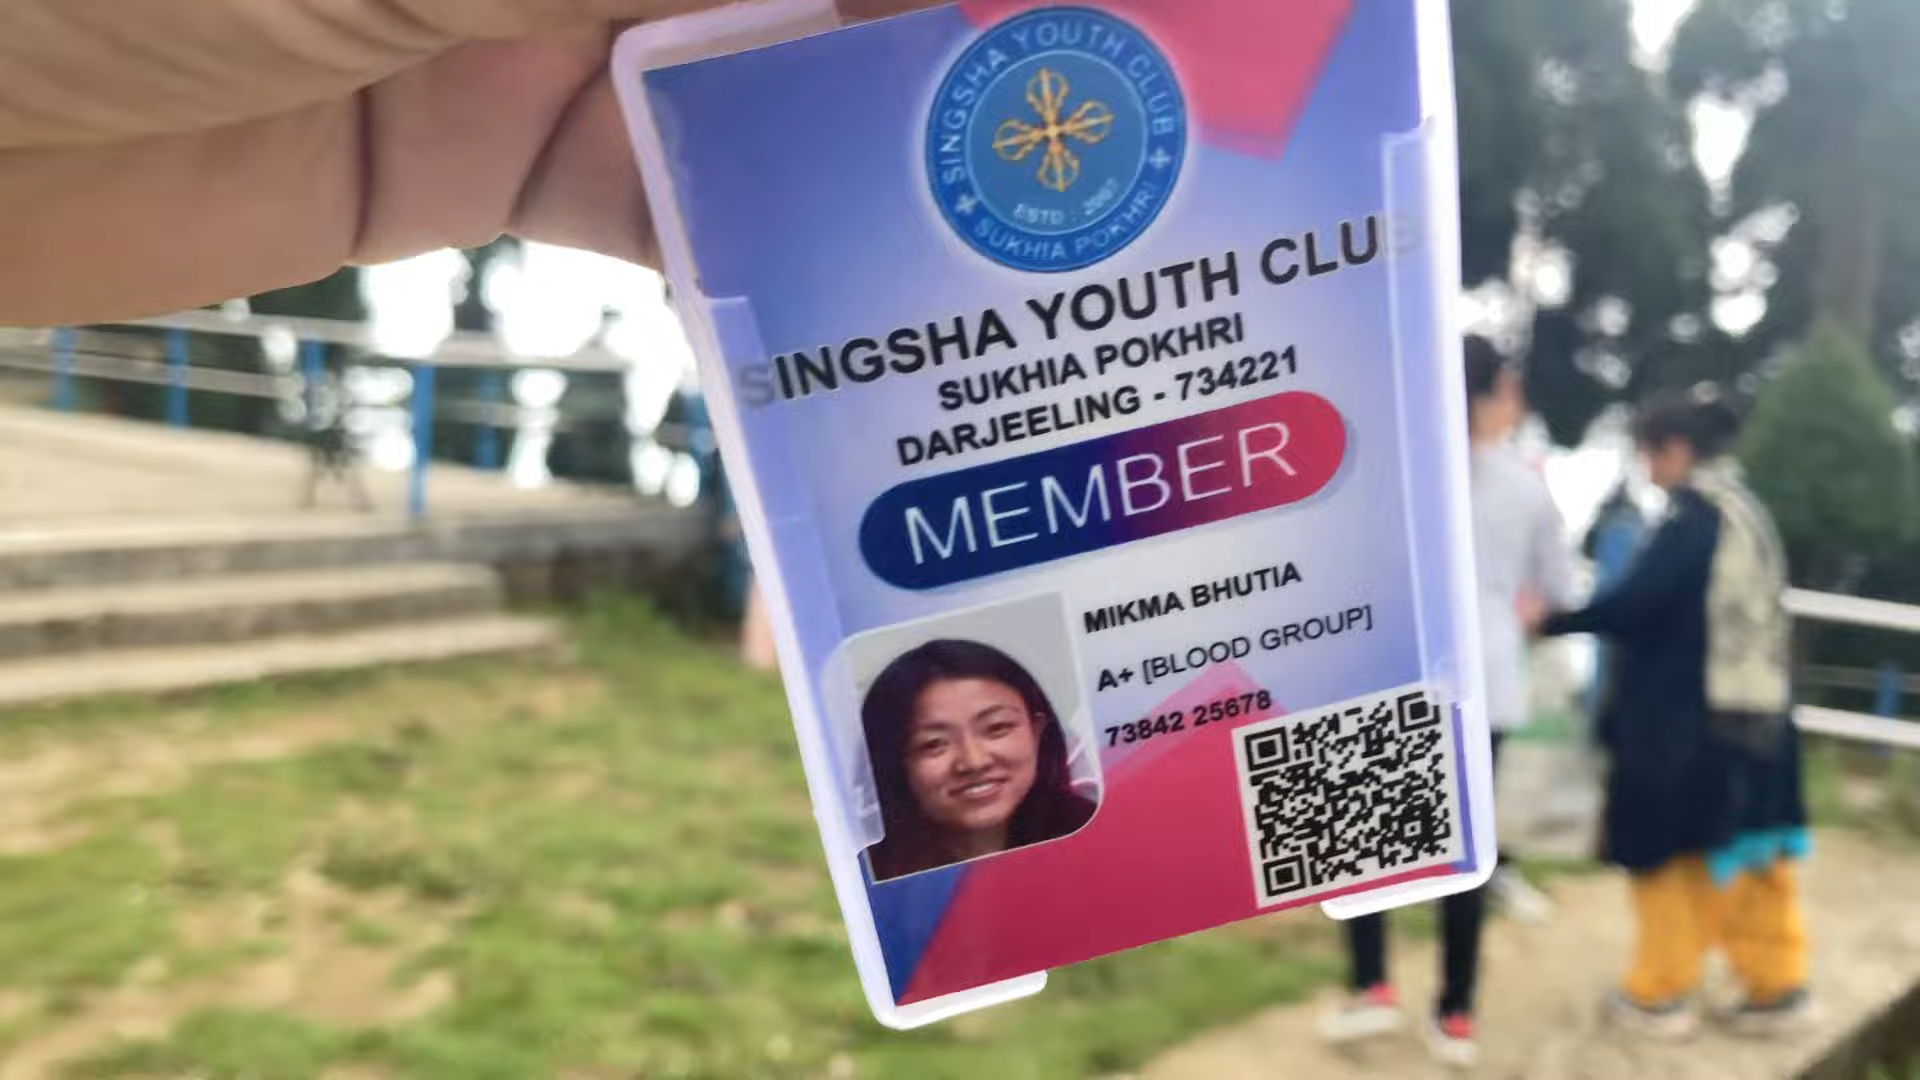 SINGSHA YOUTH CLUB
ESTD : 2007
SUKHIA POKHRI
SINGSHA YOUTH CLUB
SUKHIA POKHRI
DARJEELING - 734221
MEMBER
MIKMA BHUTIA
A+ [BLOOD GROUP]
73842 25678